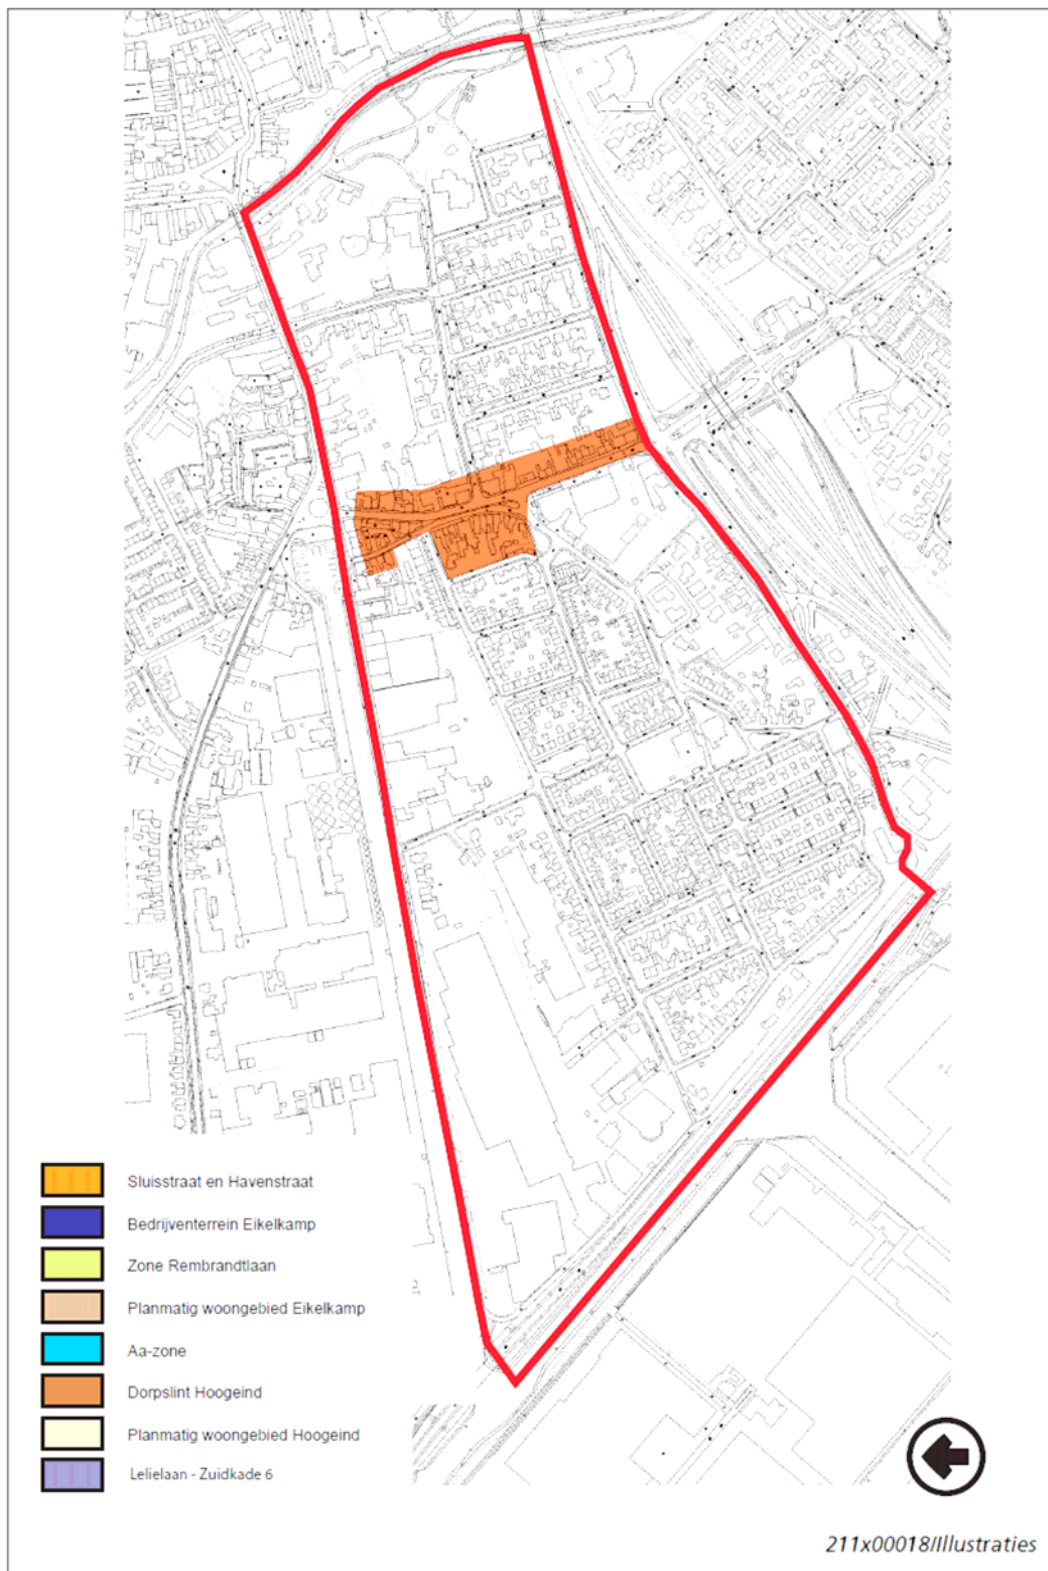 Sluisstraat en Havenstraat
Bedrijventerrein Eikelkamp
Zone Rembrandtlaan
Planmatig woongebied Eikelkamp
Aa-zone
Dorpslint Hoogeind
Planmatig woongebied Hoogeind
Lelielaan - Zuidkade 6
211x00018/Illustraties